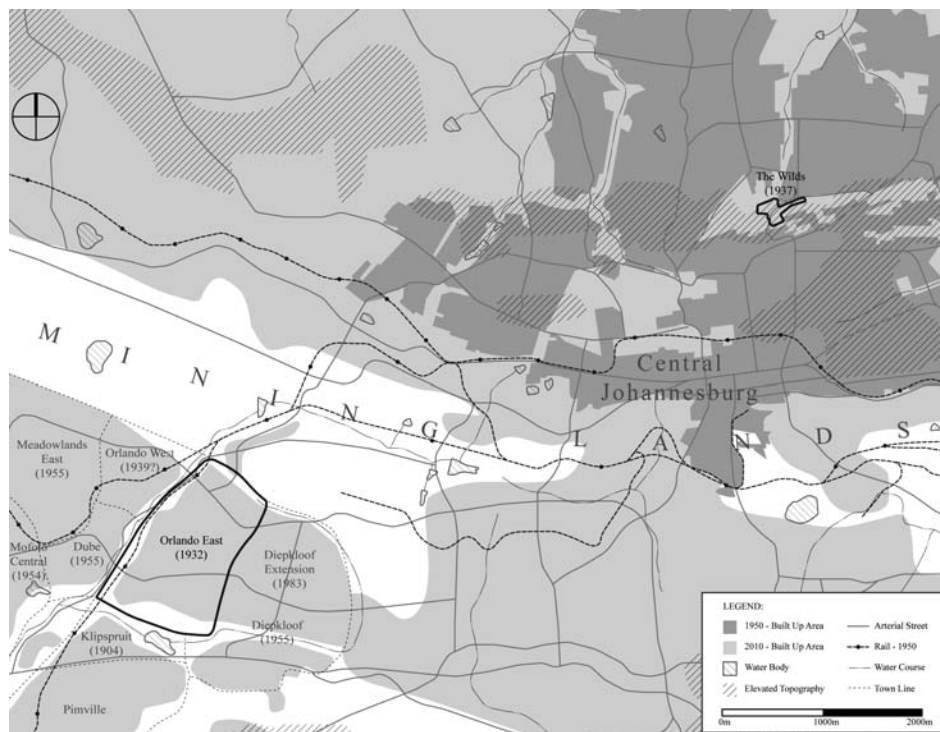 The Wilds
(1937)
M I N I N G L A N D S
Central
Johannesburg
Meadowlands
East
(1955)
Orlando West
(1939?)
Orlando East
(1932)
Mofolo
Central
(1954)
Dube
(1955)
Diepkloof
Extension
(1983)
Klipspruit
(1904)
Diepkloof
(1955)
Pimville
LEGEND:
1950 - Built Up Area
2010 - Built Up Area
Water Body
Elevated Topography
Arterial Street
Rail - 1950
Water Course
Town Line
0m 1000m 2000m